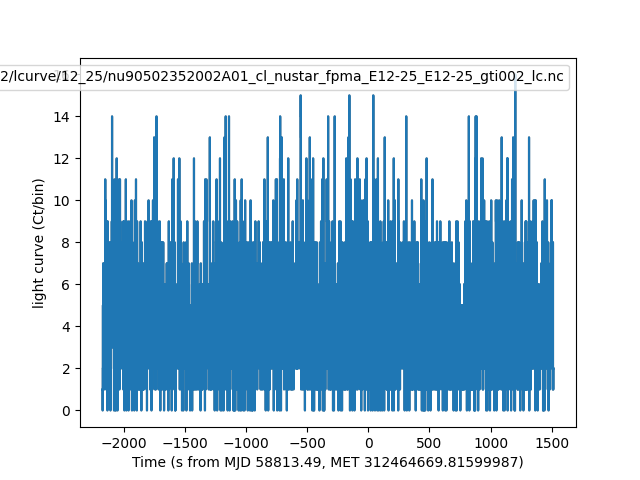 2/lcurve/12_25/nu90502352002A01_cl_nustar_fpma_E12-25_E12-25_gti002_lc.nc
14
12
10
8
6
4
2
0
light curve (Ct/bin)
−2000 −1500 −1000 −500 0 500 1000 1500
Time (s from MJD 58813.49, MET 312464669.81599987)